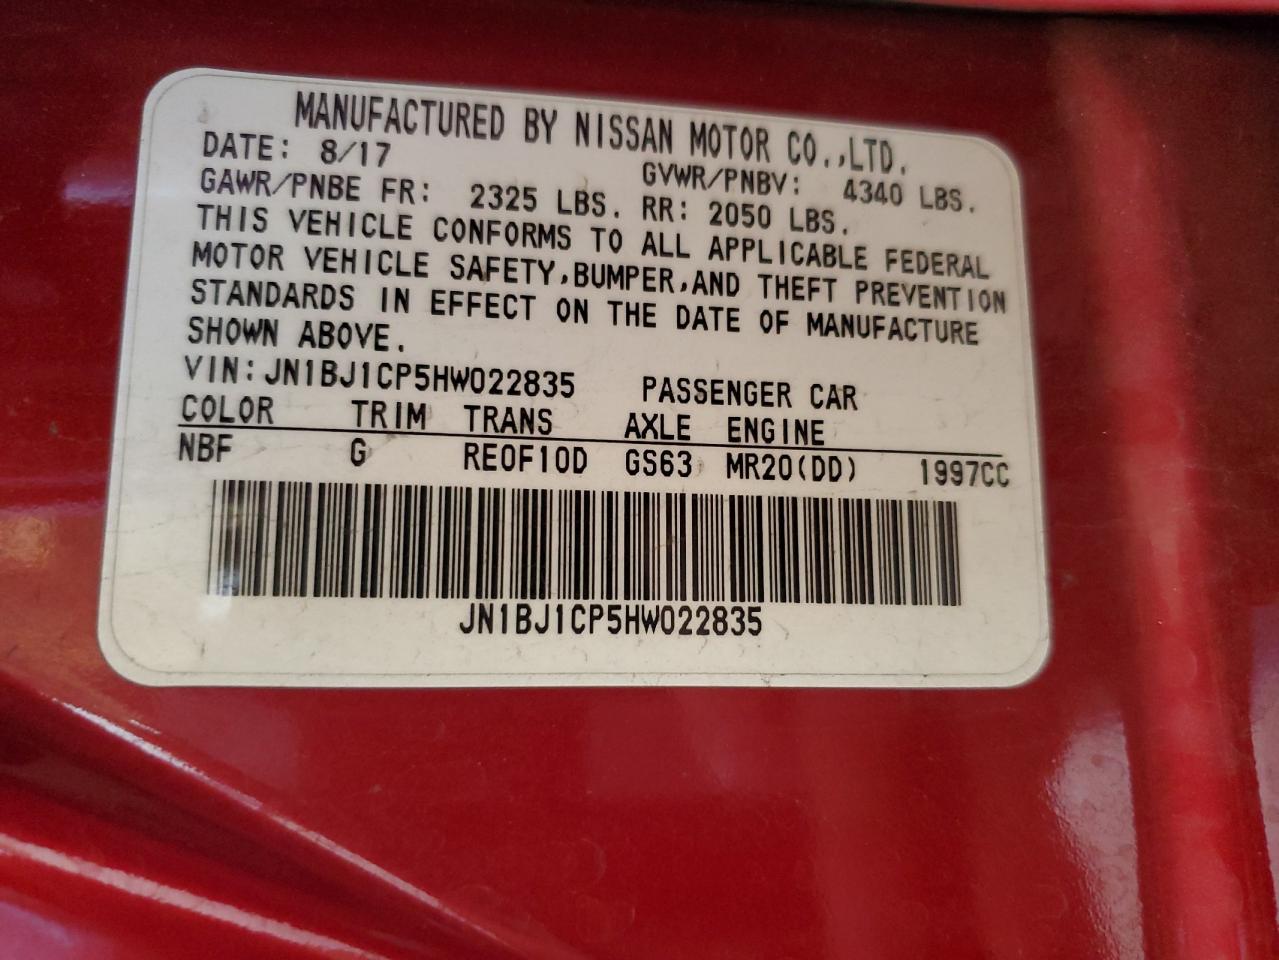 MANUFACTURED BY NISSAN MOTOR CO.,LTD.
DATE: 8/17 GVWR/PNBV: 4340 LBS.
GAWR/PNBE FR: 2325 LBS. RR: 2050 LBS.
THIS VEHICLE CONFORMS TO ALL APPLICABLE FEDERAL
MOTOR VEHICLE SAFETY,BUMPER,AND THEFT PREVENTION
STANDARDS IN EFFECT ON THE DATE OF MANUFACTURE
SHOWN ABOVE.
VIN:JN1BJ1CP5HW022835 PASSENGER CAR
COLOR TRIM TRANS AXLE ENGINE
NBF G RE0F10D GS63 MR20(DD) 1997CC
JN1BJ1CP5HW022835